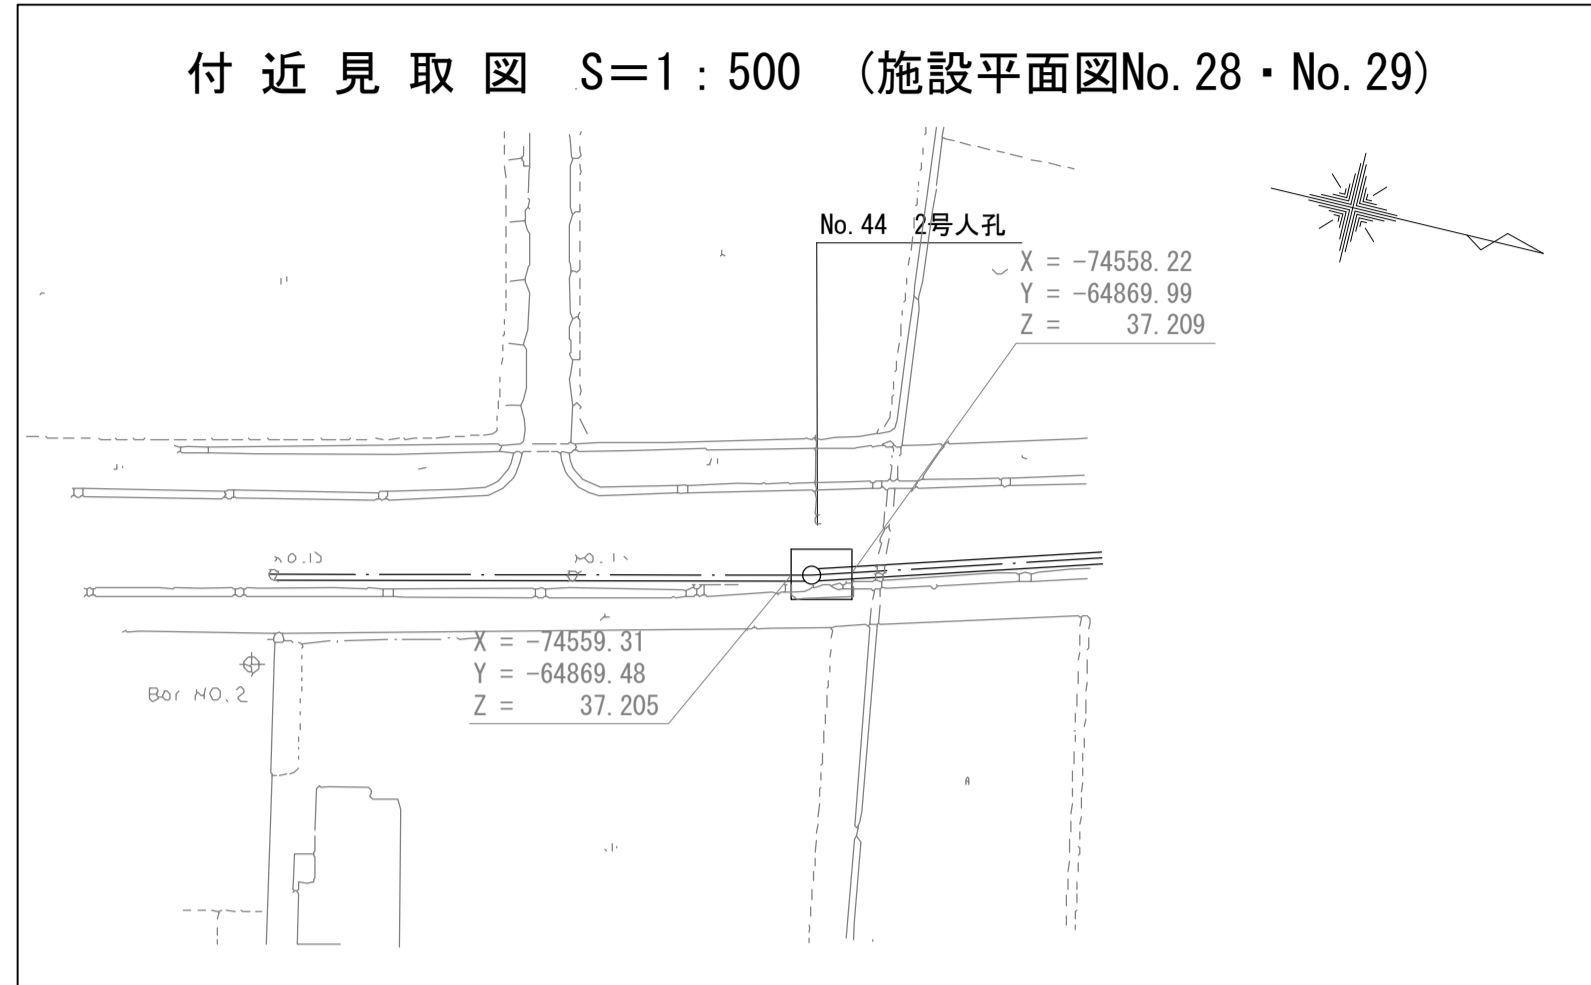 付近見取図 S=1：500 （施設平面図No.28・No.29）
No.44 2号人孔
X = -74558.22
Y = -64869.99
Z = 37.209
X = -74559.31
Y = -64869.48
Z = 37.205
Bor NO.2